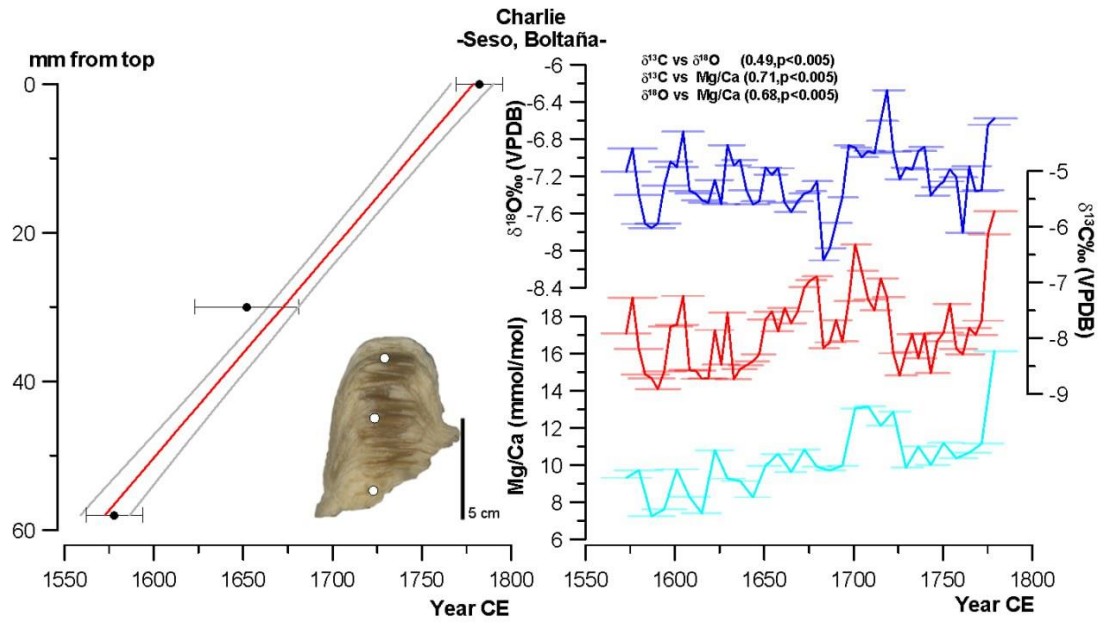 Charlie
-Seso, Boltaña-
mm from top
0
20
40
60
1550
1600
1650
1700
1750
1800
Year CE
5 cm
δ¹³C vs δ¹⁸O (0.49,p<0.005)
δ¹³C vs Mg/Ca (0.71,p<0.005)
δ¹⁸O vs Mg/Ca (0.68,p<0.005)
-6
-6.4
-6.8
-7.2
-7.6
-8
-8.4
δ¹⁸O‰ (VPDB)
-5
-6
-7
-8
-9
δ¹³C‰ (VPDB)
18
16
14
12
10
8
6
Mg/Ca (mmol/mol)
1550
1600
1650
1700
1750
1800
Year CE